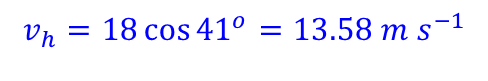 v_h = 18 cos 41^o = 13.58 m s^{-1}